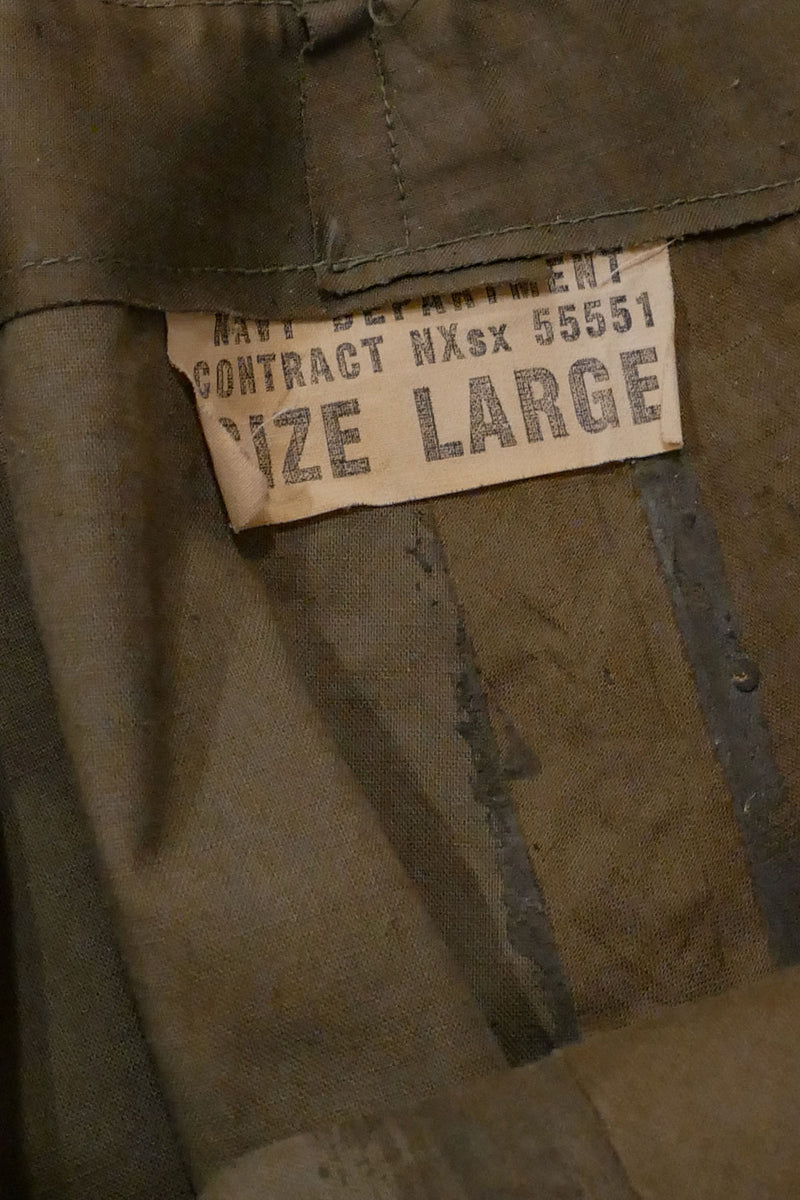 NAVY DEPARTMENT
CONTRACT NXsx 55551
SIZE LARGE